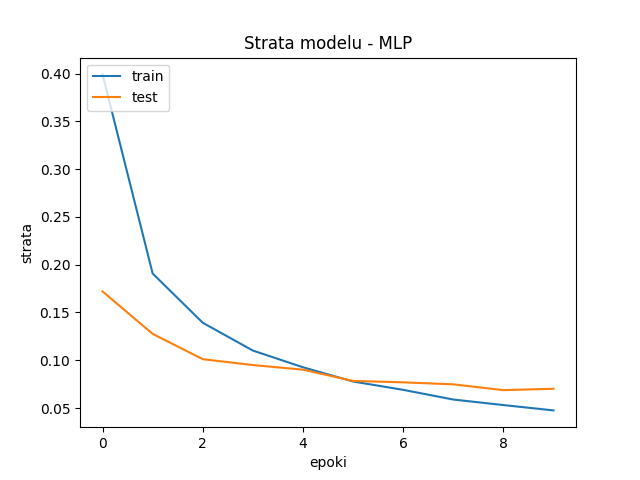 Strata modelu - MLP
train
test
0.40
0.35
0.30
0.25
0.20
0.15
0.10
0.05
strata
0 2 4 6 8
epoki